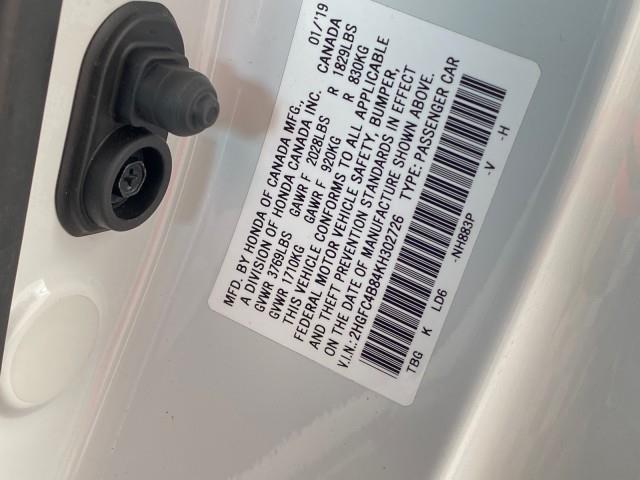 MFD. BY HONDA OF CANADA MFG., 01/'19
A DIVISION OF HONDA CANADA INC. CANADA
GVWR 3769LBS GAWR F 2028LBS R 1829LBS
GVWR 1710KG GAWR F 920KG R 830KG
THIS VEHICLE CONFORMS TO ALL APPLICABLE
FEDERAL MOTOR VEHICLE SAFETY, BUMPER,
AND THEFT PREVENTION STANDARDS IN EFFECT
ON THE DATE OF MANUFACTURE SHOWN ABOVE.
V.I.N.: 2HGFC4B84KH302726 TYPE: PASSENGER CAR
TBG K LD6 -NH883P -V -H